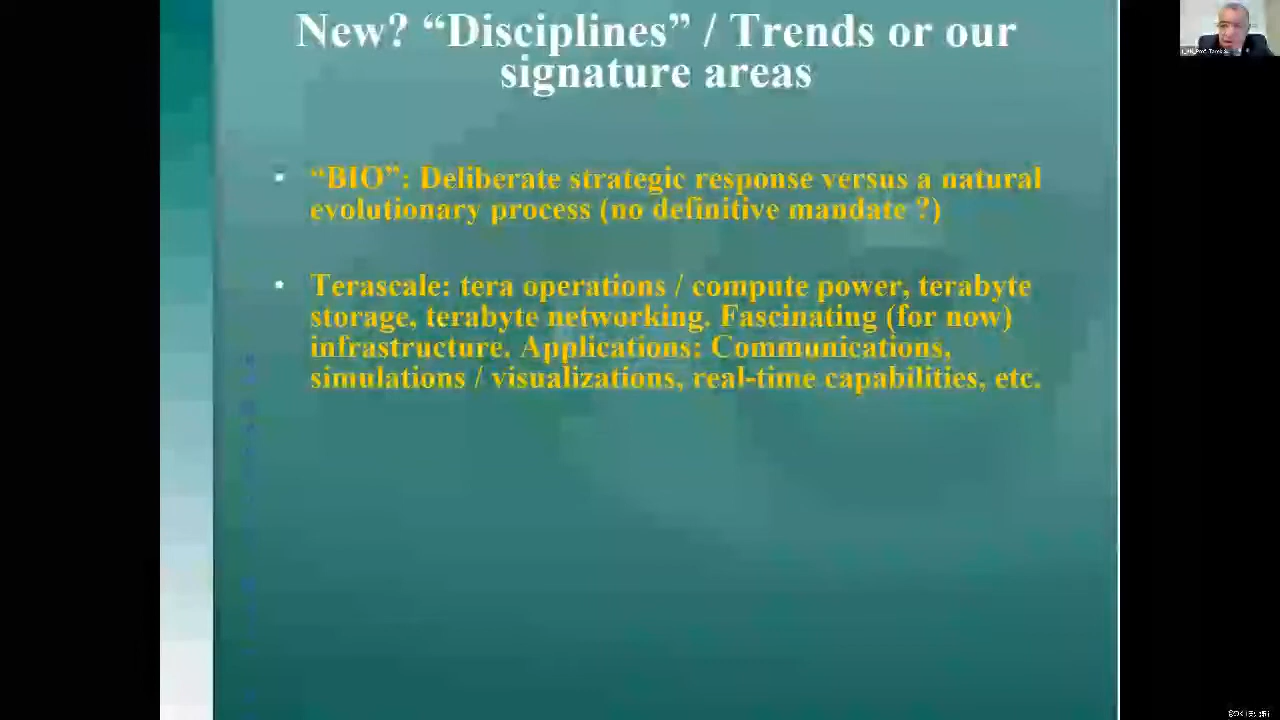 New? “Disciplines” / Trends or our
signature areas
• “BIO”: Deliberate strategic response versus a natural
evolutionary process (no definitive mandate ?)
• Terascale: tera operations / compute power, terabyte
storage, terabyte networking. Fascinating (for now)
infrastructure. Applications: Communications,
simulations / visualizations, real-time capabilities, etc.